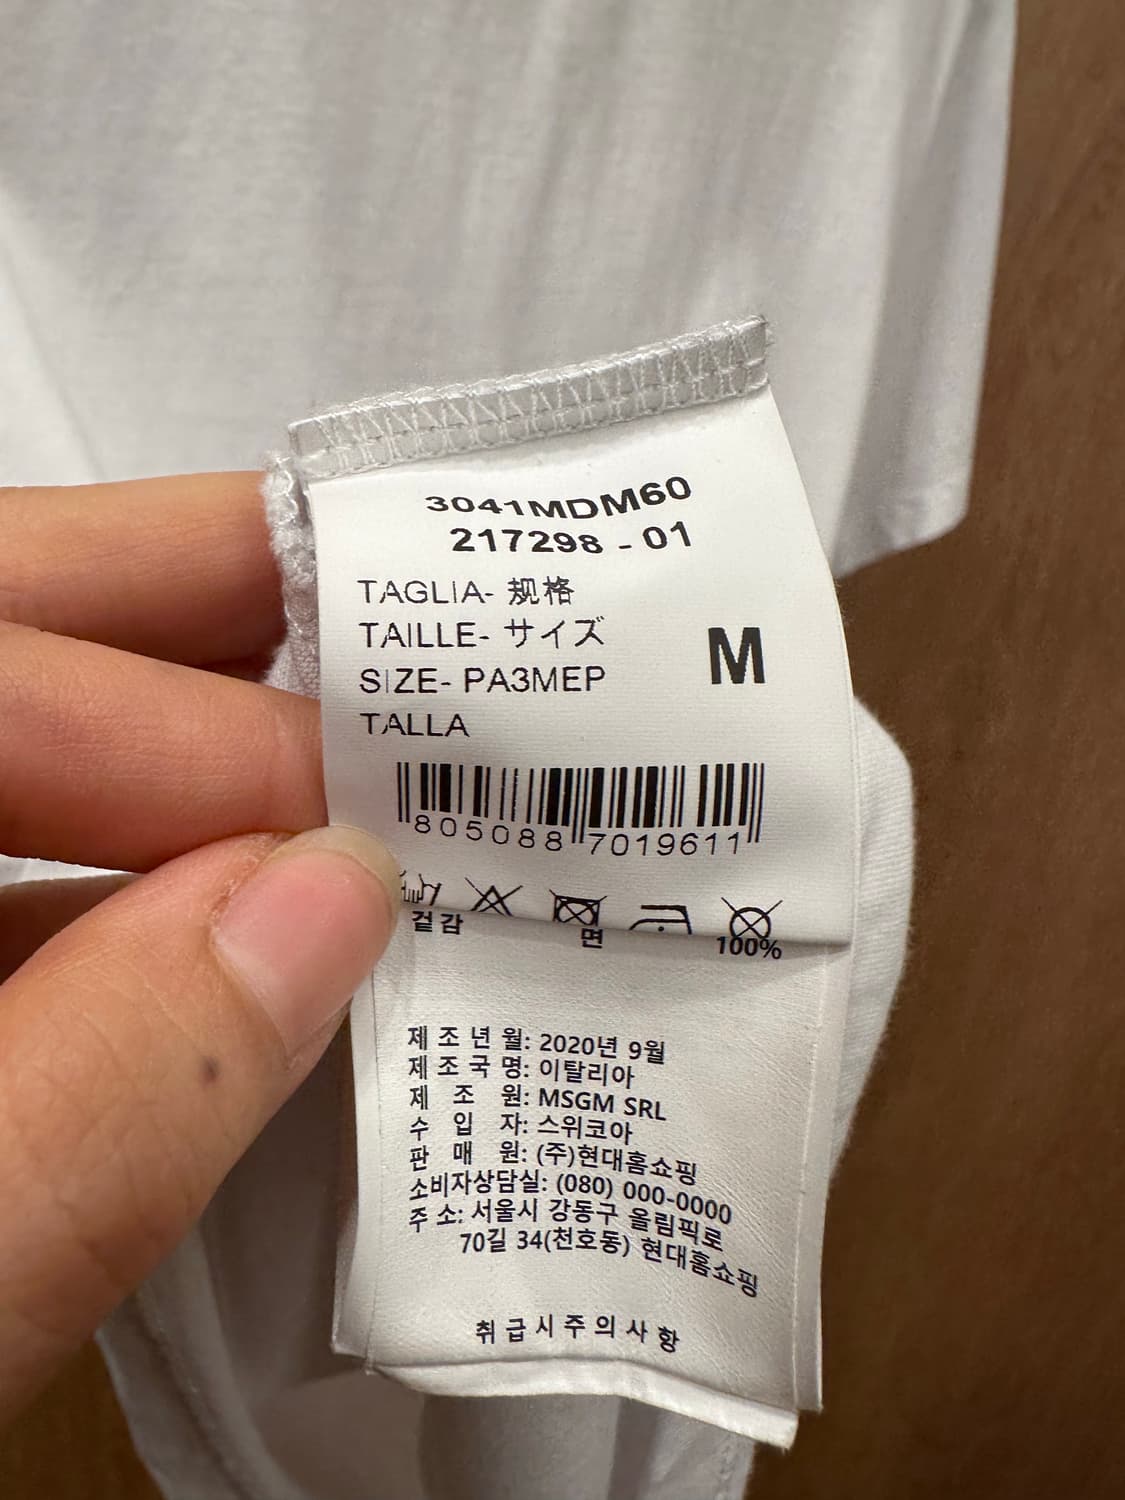 3041MDM60
217298 - 01
TAGLIA- 规格
TAILLE- サイズ
SIZE- РАЗМЕР
TALLA
M
805088 7019611
겉감 면 100%
제조년월: 2020년 9월
제조국명: 이탈리아
제 조 원: MSGM SRL
수 입 자: 스위코아
판 매 원: (주)현대홈쇼핑
소비자상담실: (080) 000-0000
주 소: 서울시 강동구 올림픽로
70길 34(천호동) 현대홈쇼핑
취급시주의사항